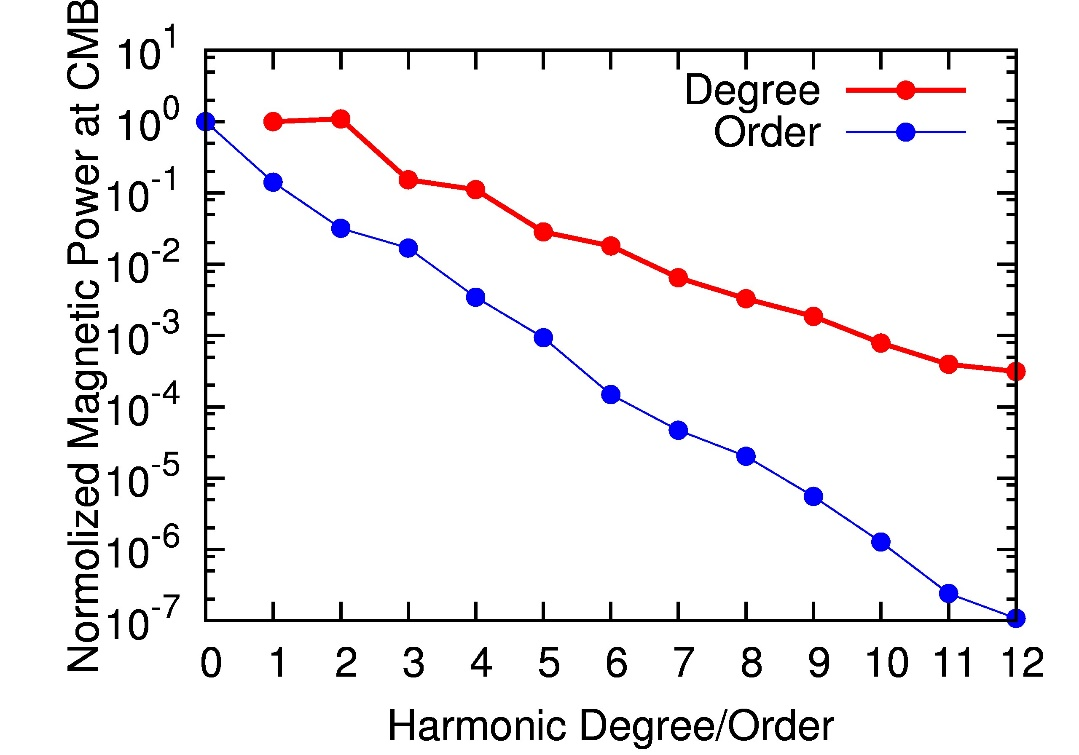 Normolized Magnetic Power at CMB
10^1
10^0
10^-1
10^-2
10^-3
10^-4
10^-5
10^-6
10^-7
Degree
Order
0 1 2 3 4 5 6 7 8 9 10 11 12
Harmonic Degree/Order